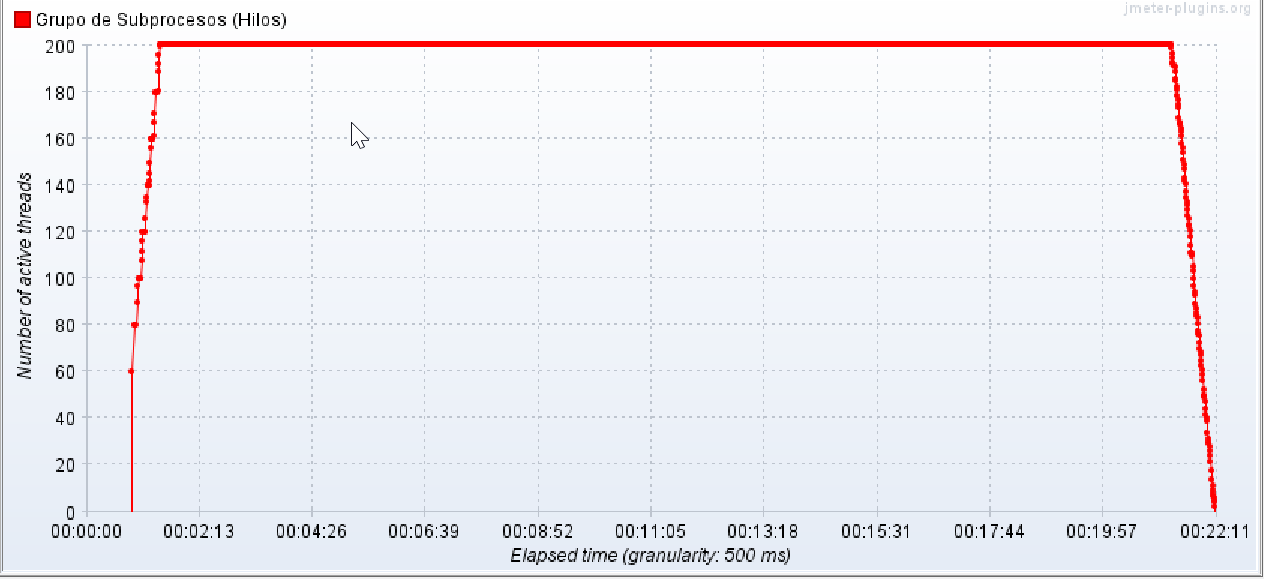 Grupo de Subprocesos (Hilos)
jmeter-plugins.org
Number of active threads
200
180
160
140
120
100
80
60
40
20
0
00:00:00 00:02:13 00:04:26 00:06:39 00:08:52 00:11:05 00:13:18 00:15:31 00:17:44 00:19:57 00:22:11
Elapsed time (granularity: 500 ms)